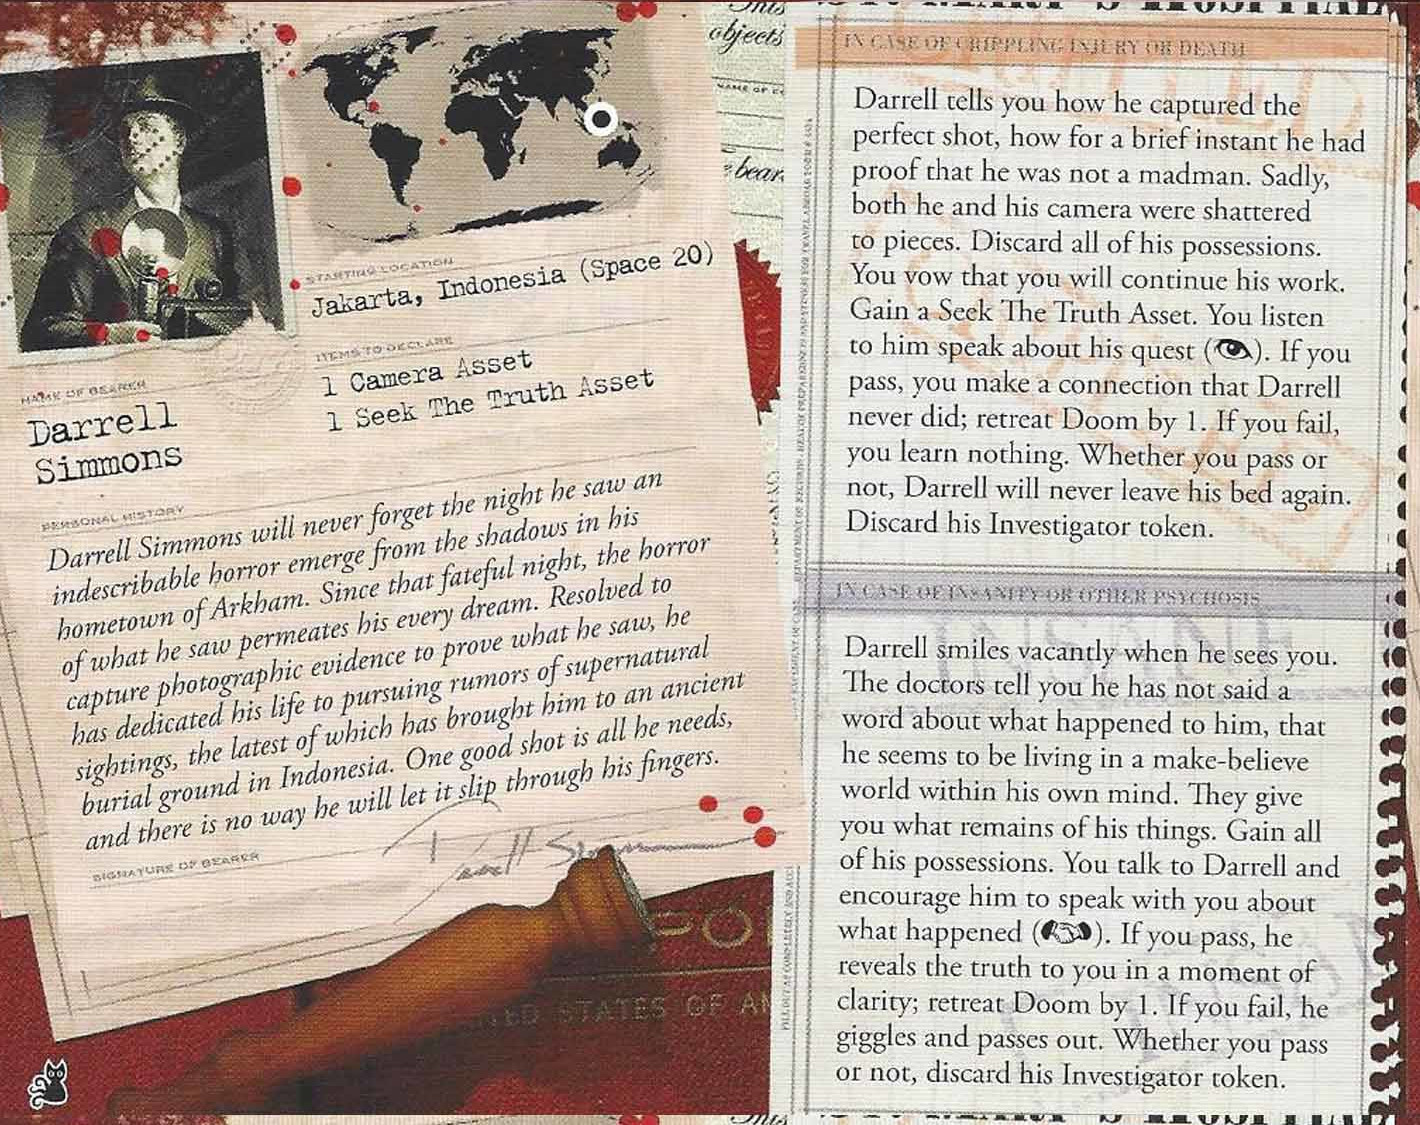 STARTING LOCATION
Jakarta, Indonesia (Space 20)
ITEMS TO DECLARE
1 Camera Asset
1 Seek The Truth Asset
NAME OF BEARER
Darrell
Simmons
PERSONAL HISTORY
Darrell Simmons will never forget the night he saw an
indescribable horror emerge from the shadows in his
hometown of Arkham. Since that fateful night, the horror
of what he saw permeates his every dream. Resolved to
capture photographic evidence to prove what he saw, he
has dedicated his life to pursuing rumors of supernatural
sightings, the latest of which has brought him to an ancient
burial ground in Indonesia. One good shot is all he needs,
and there is no way he will let it slip through his fingers.
SIGNATURE OF BEARER
Darrell Simmons
STATES OF
This
objects
bear
IN CASE OF CRIPPLING INJURY OR DEATH
Darrell tells you how he captured the
perfect shot, how for a brief instant he had
proof that he was not a madman. Sadly,
both he and his camera were shattered
to pieces. Discard all of his possessions.
You vow that you will continue his work.
Gain a Seek The Truth Asset. You listen
to him speak about his quest ( ). If you
pass, you make a connection that Darrell
never did; retreat Doom by 1. If you fail,
you learn nothing. Whether you pass or
not, Darrell will never leave his bed again.
Discard his Investigator token.
IN CASE OF INSANITY OR OTHER PSYCHOSIS
Darrell smiles vacantly when he sees you.
The doctors tell you he has not said a
word about what happened to him, that
he seems to be living in a make-believe
world within his own mind. They give
you what remains of his things. Gain all
of his possessions. You talk to Darrell and
encourage him to speak with you about
what happened ( ). If you pass, he
reveals the truth to you in a moment of
clarity; retreat Doom by 1. If you fail, he
giggles and passes out. Whether you pass
or not, discard his Investigator token.